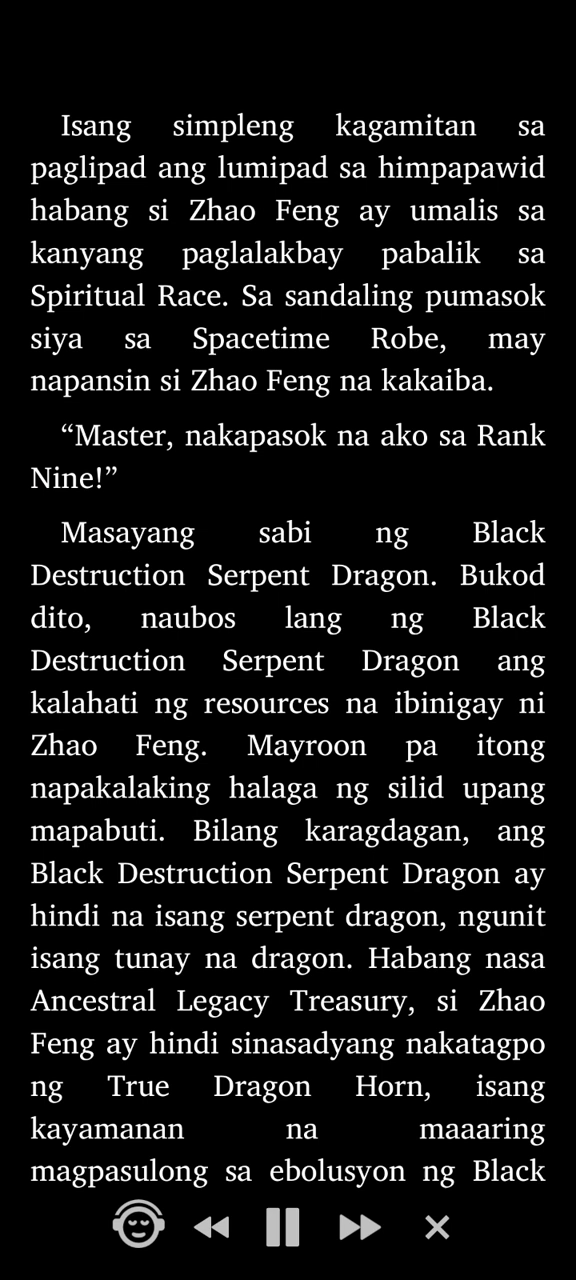 Isang simpleng kagamitan sa
paglipad ang lumipad sa himpapawid
habang si Zhao Feng ay umalis sa
kanyang paglalakbay pabalik sa
Spiritual Race. Sa sandaling pumasok
siya sa Spacetime Robe, may
napansin si Zhao Feng na kakaiba.
“Master, nakapasok na ako sa Rank
Nine!”
Masayang sabi ng Black
Destruction Serpent Dragon. Bukod
dito, naubos lang ng Black
Destruction Serpent Dragon ang
kalahati ng resources na ibinigay ni
Zhao Feng. Mayroon pa itong
napakalaking halaga ng silid upang
mapabuti. Bilang karagdagan, ang
Black Destruction Serpent Dragon ay
hindi na isang serpent dragon, ngunit
isang tunay na dragon. Habang nasa
Ancestral Legacy Treasury, si Zhao
Feng ay hindi sinasadyang nakatagpo
ng True Dragon Horn, isang
kayamanan na maaaring
magpasulong sa ebolusyon ng Black